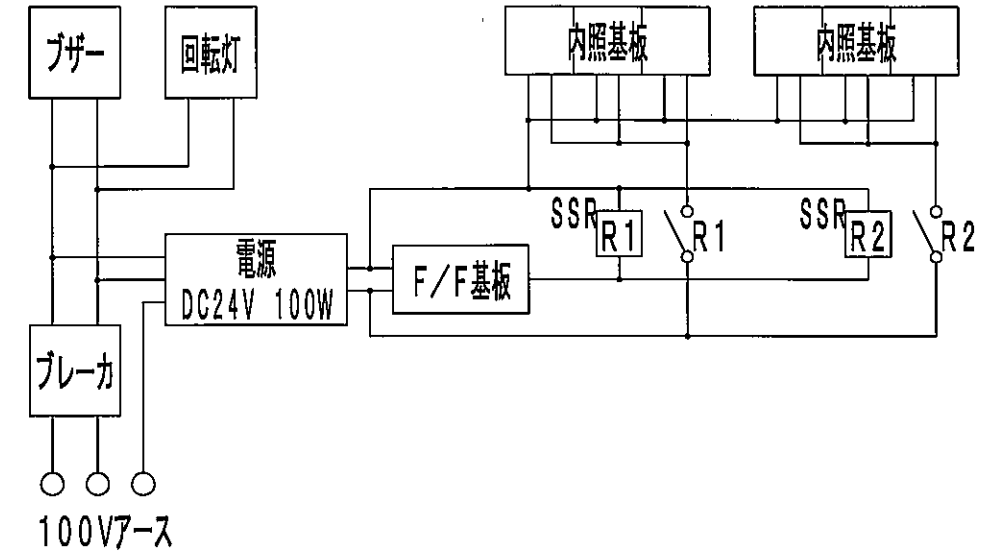 ブザー
回転灯
内照基板
内照基板
SSR
R1
R1
SSR
R2
R2
電源
DC24V 100W
F/F基板
ブレーカ
100Vアース